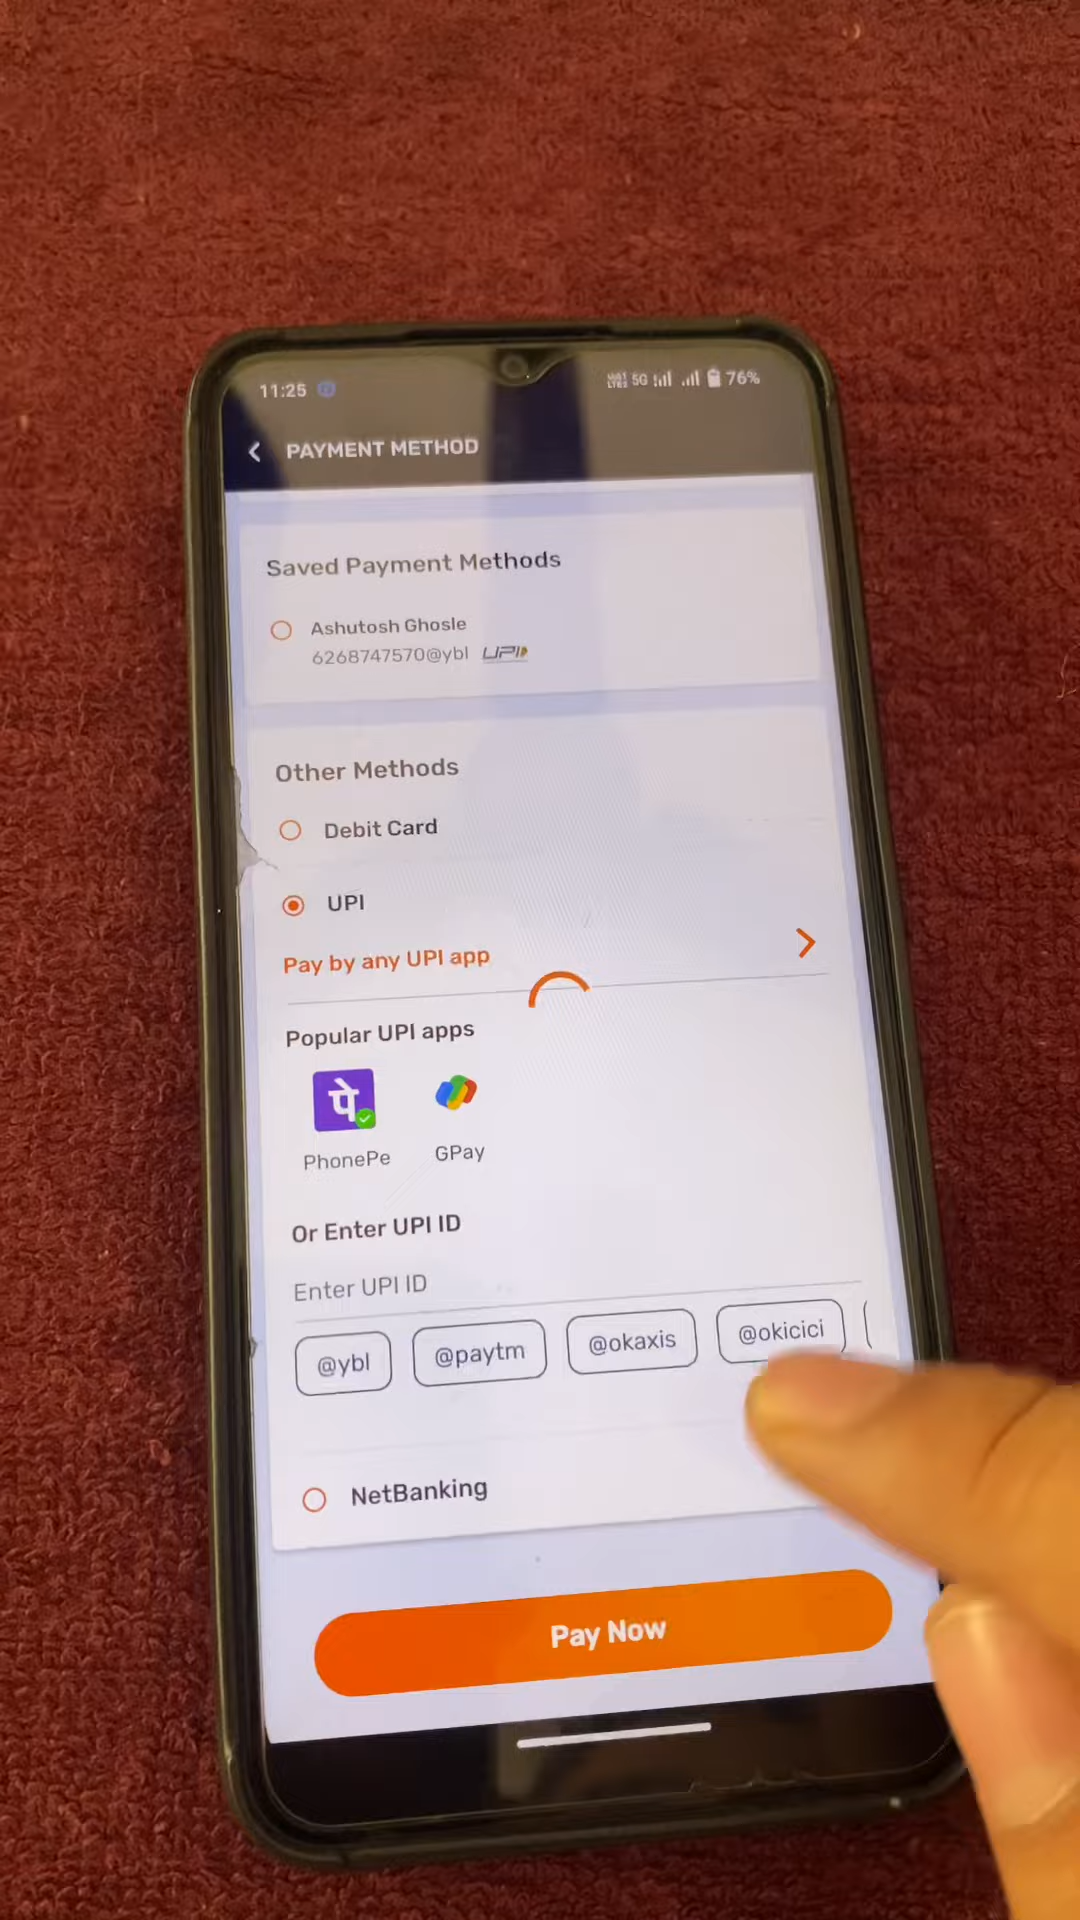 11:25
5G
76%
PAYMENT METHOD
Saved Payment Methods
Ashutosh Ghosle
6268747570@ybl UPI
Other Methods
Debit Card
UPI
Pay by any UPI app
Popular UPI apps
पे
PhonePe GPay
Or Enter UPI ID
Enter UPI ID
@ybl @paytm @okaxis @okicici
NetBanking
Pay Now